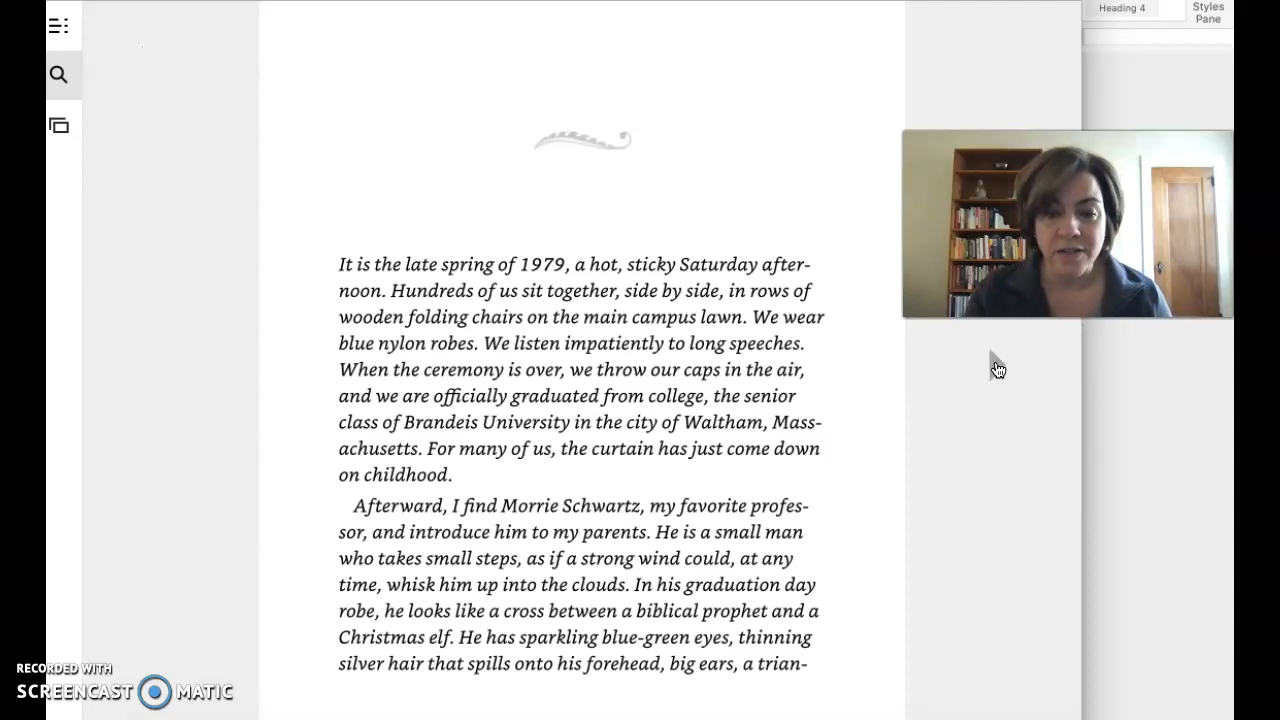 Heading 4
Styles
Pane
It is the late spring of 1979, a hot, sticky Saturday after-
noon. Hundreds of us sit together, side by side, in rows of
wooden folding chairs on the main campus lawn. We wear
blue nylon robes. We listen impatiently to long speeches.
When the ceremony is over, we throw our caps in the air,
and we are officially graduated from college, the senior
class of Brandeis University in the city of Waltham, Mass-
achusetts. For many of us, the curtain has just come down
on childhood.
Afterward, I find Morrie Schwartz, my favorite profes-
sor, and introduce him to my parents. He is a small man
who takes small steps, as if a strong wind could, at any
time, whisk him up into the clouds. In his graduation day
robe, he looks like a cross between a biblical prophet and a
Christmas elf. He has sparkling blue-green eyes, thinning
silver hair that spills onto his forehead, big ears, a trian-
RECORDED WITH
SCREENCAST MATIC